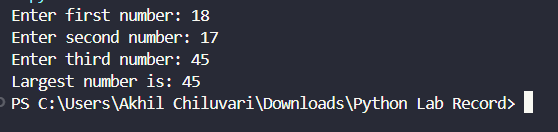 Enter first number: 18
Enter second number: 17
Enter third number: 45
Largest number is: 45
PS C:\Users\Akhil Chiluvari\Downloads\Python Lab Record>